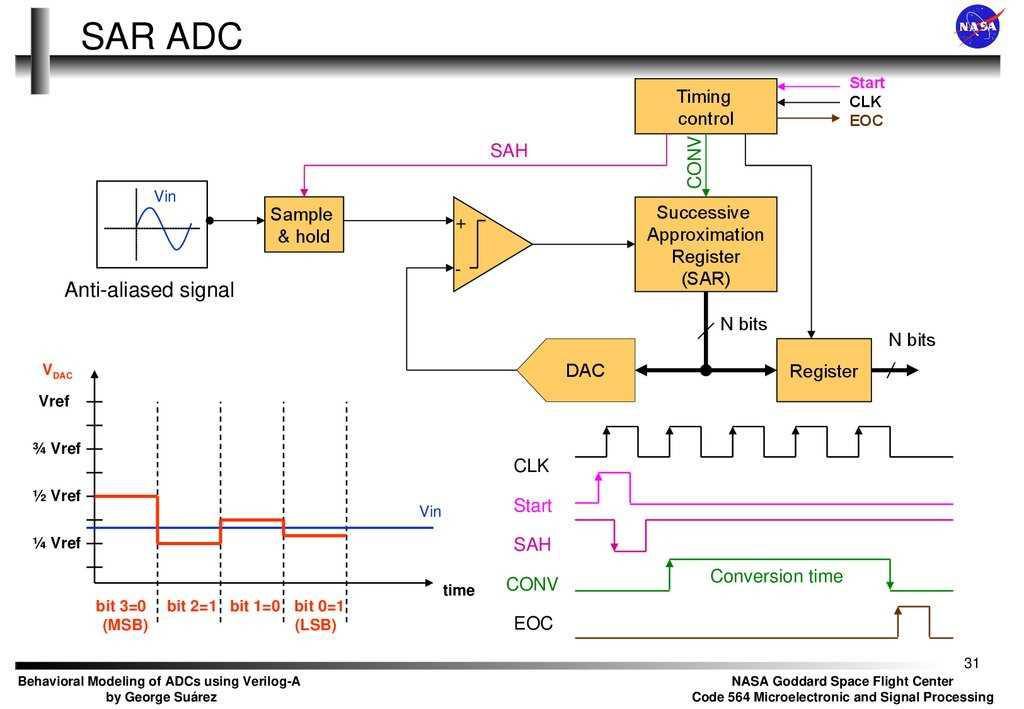 SAR ADC
NASA
Timing
control
Start
CLK
EOC
SAH
CONV
Vin
Sample
& hold
+
-
Successive
Approximation
Register
(SAR)
Anti-aliased signal
N bits
N bits
DAC
Register
VDAC
Vref
¾ Vref
½ Vref
¼ Vref
Vin
time
bit 3=0
(MSB)
bit 2=1
bit 1=0
bit 0=1
(LSB)
CLK
Start
SAH
CONV
Conversion time
EOC
31
Behavioral Modeling of ADCs using Verilog-A
by George Suárez
NASA Goddard Space Flight Center
Code 564 Microelectronic and Signal Processing